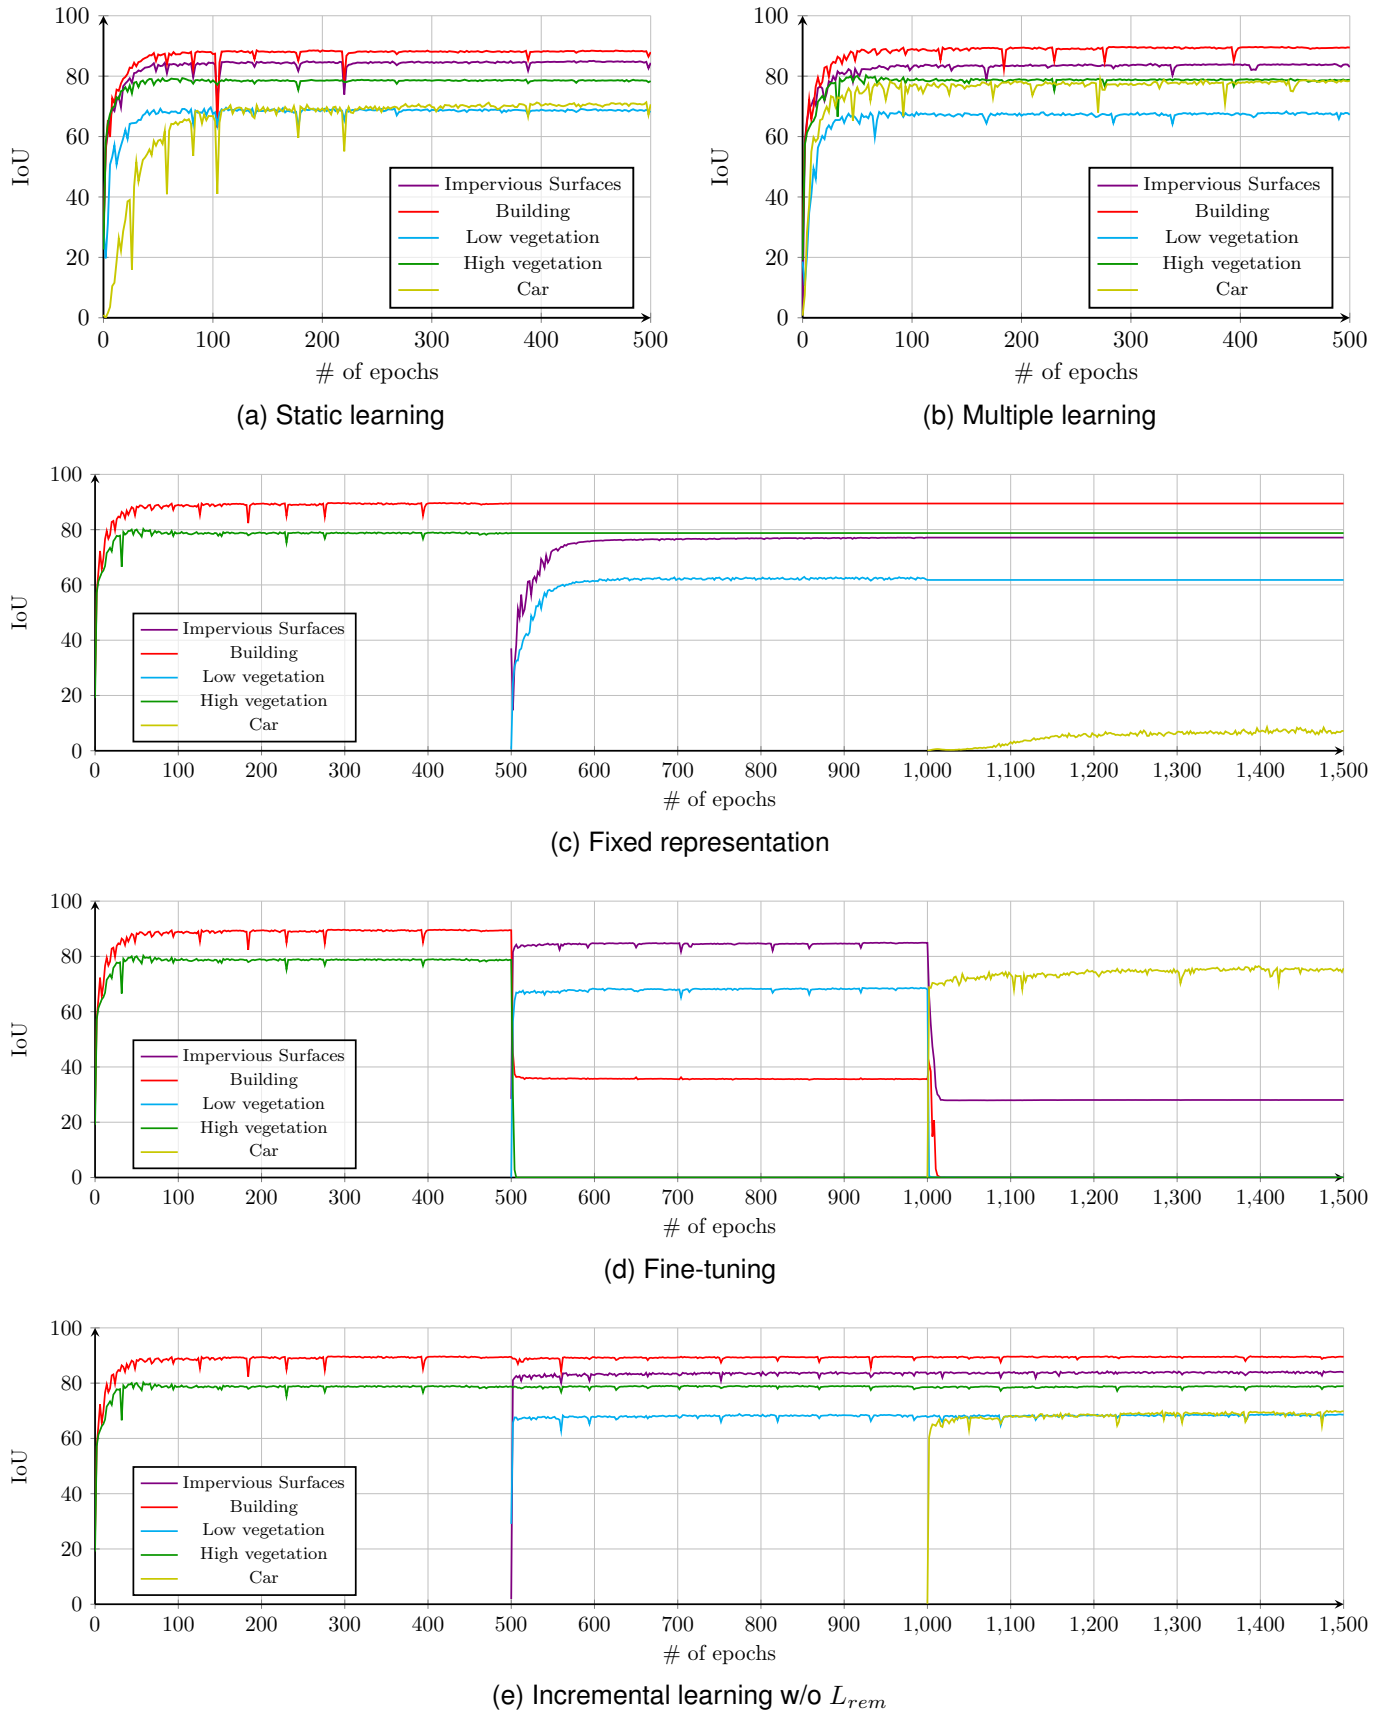 100
80
60
40
20
0
IoU
0 100 200 300 400 500
# of epochs
Impervious Surfaces
Building
Low vegetation
High vegetation
Car
(a) Static learning
100
80
60
40
20
0
IoU
0 100 200 300 400 500
# of epochs
Impervious Surfaces
Building
Low vegetation
High vegetation
Car
(b) Multiple learning
100
80
60
40
20
0
IoU
Impervious Surfaces
Building
Low vegetation
High vegetation
Car
0 100 200 300 400 500 600 700 800 900 1,000 1,100 1,200 1,300 1,400 1,500
# of epochs
(c) Fixed representation
100
80
60
40
20
0
IoU
Impervious Surfaces
Building
Low vegetation
High vegetation
Car
0 100 200 300 400 500 600 700 800 900 1,000 1,100 1,200 1,300 1,400 1,500
# of epochs
(d) Fine-tuning
100
80
60
40
20
0
IoU
Impervious Surfaces
Building
Low vegetation
High vegetation
Car
0 100 200 300 400 500 600 700 800 900 1,000 1,100 1,200 1,300 1,400 1,500
# of epochs
(e) Incremental learning w/o L_rem